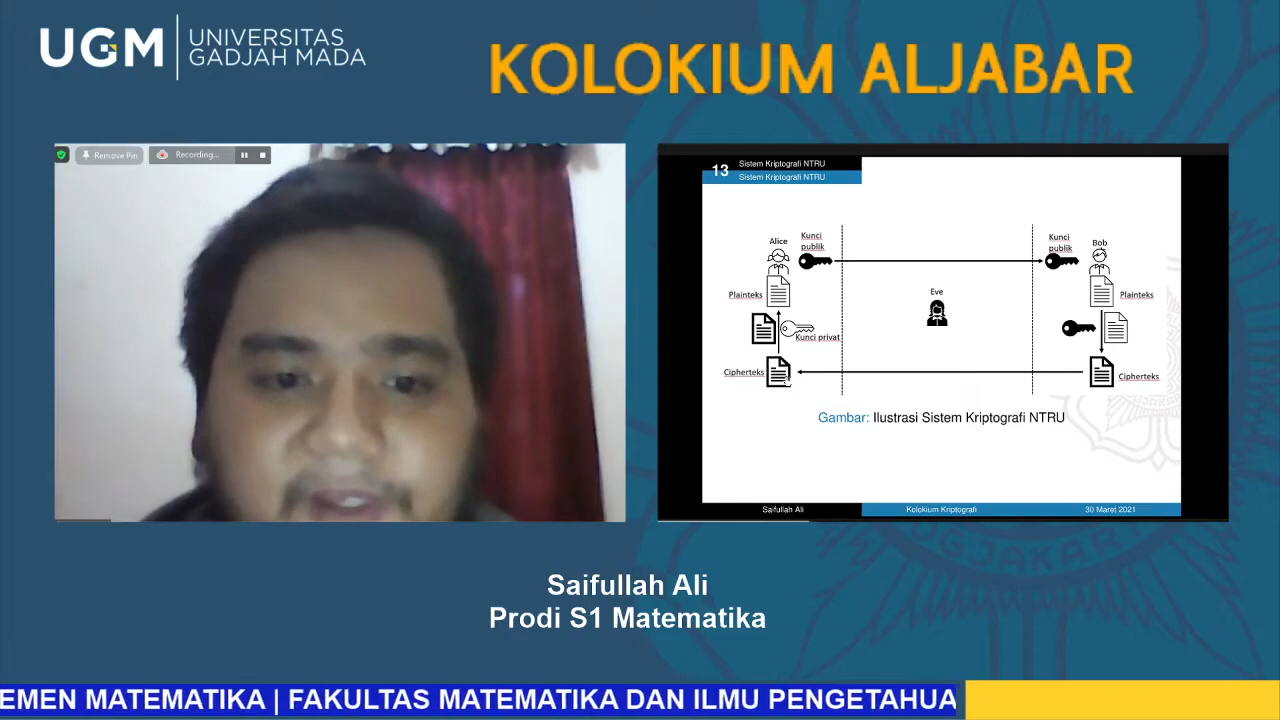 UGM
UNIVERSITAS
GADJAH MADA
KOLOKIUM ALJABAR
Remove Pin
Recording...
13
Sistem Kriptografi NTRU
Sistem Kriptografi NTRU
Alice
Kunci
publik
Kunci
publik
Bob
Plainteks
Eve
Plainteks
Kunci privat
Cipherteks
Cipherteks
Gambar: Ilustrasi Sistem Kriptografi NTRU
Saifullah Ali
Kolokium Kriptografi
30 Maret 2021
Saifullah Ali
Prodi S1 Matematika
EMEN MATEMATIKA | FAKULTAS MATEMATIKA DAN ILMU PENGETAHUA